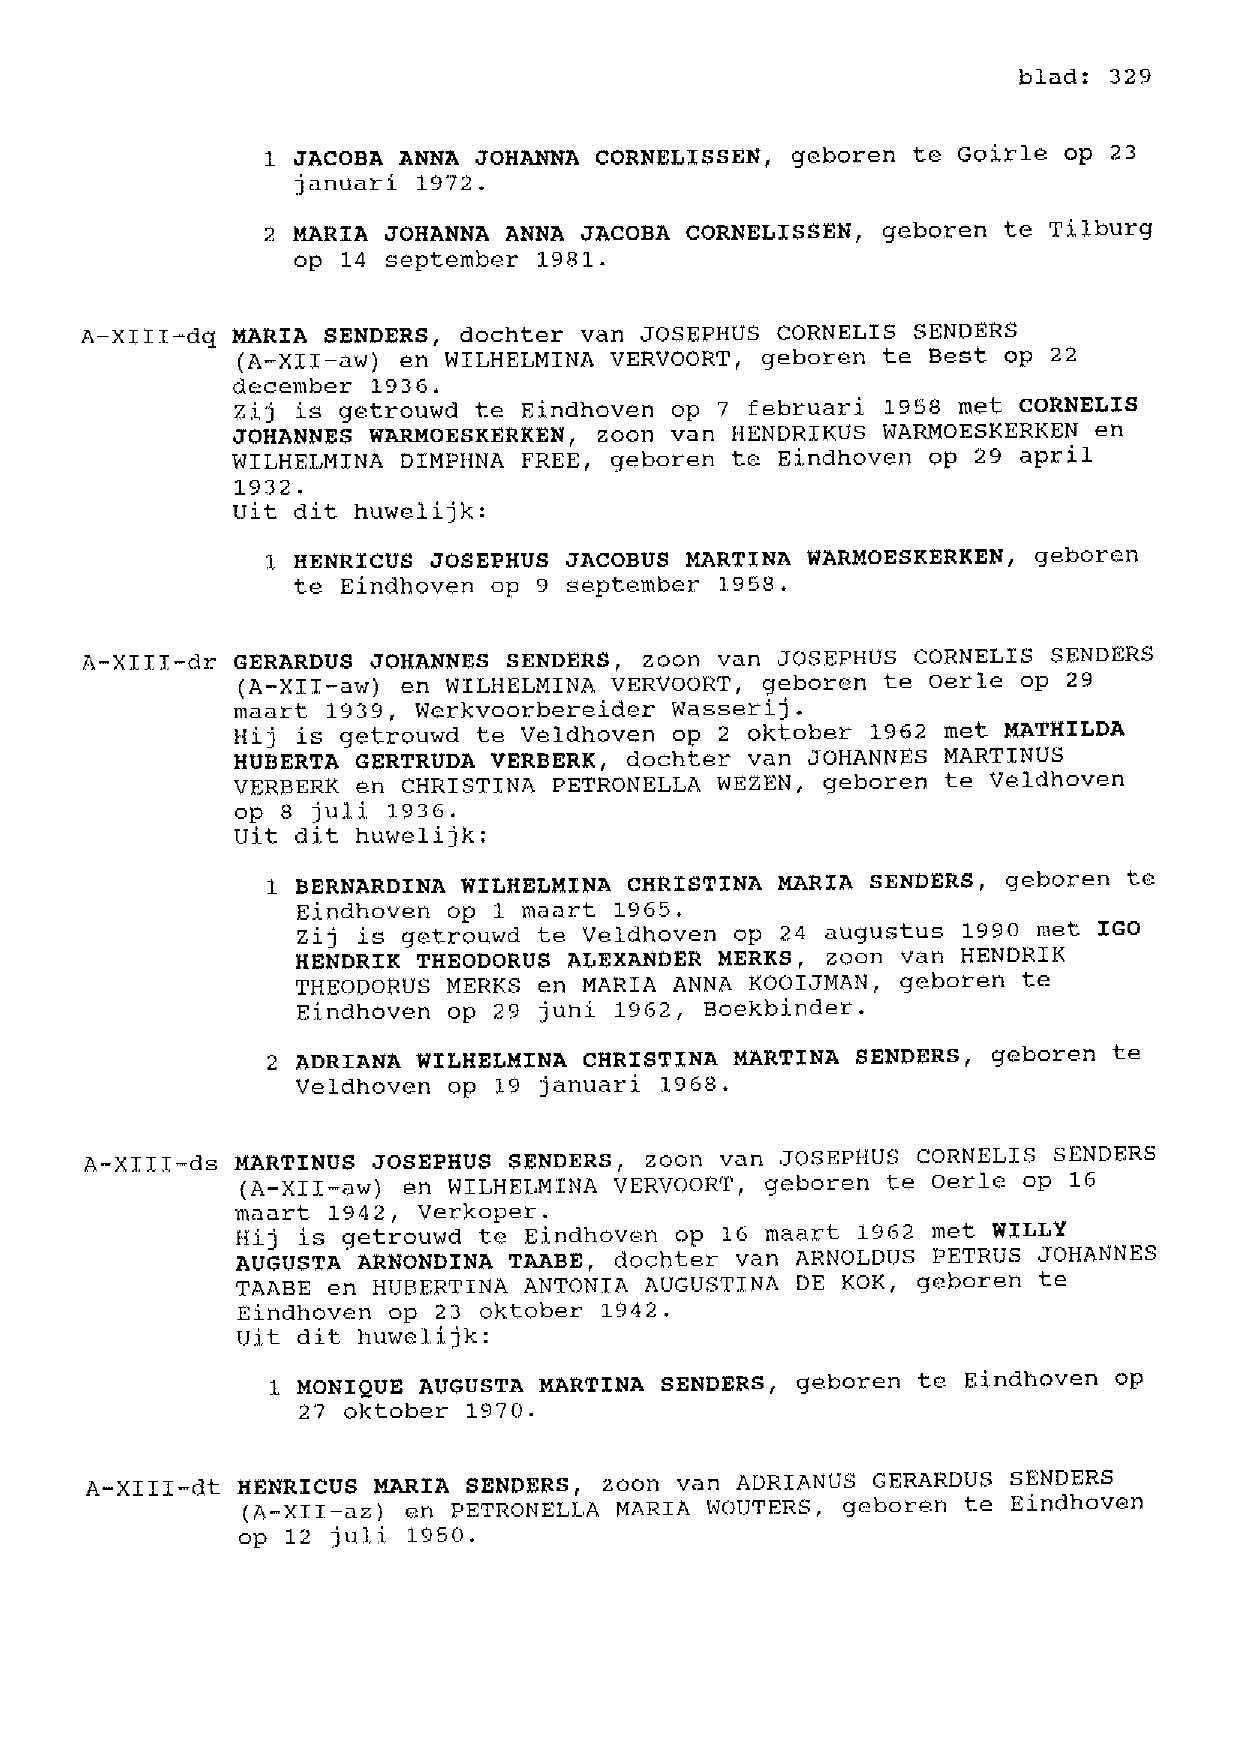 blad: 329
1 JACOBA ANNA JOHANNA CORNELISSEN, geboren te Goirle op 23
januari 1972.
2 MARIA JOHANNA ANNA JACOBA CORNELISSEN, geboren te Tilburg
op 14 september 1981.
A-XIII-dq MARIA SENDERS, dochter van JOSEPHUS CORNELIS SENDERS
(A-XII-aw) en WILHELMINA VERVOORT, geboren te Best op 22
december 1936.
Zij is getrouwd te Eindhoven op 7 februari 1958 met CORNELIS
JOHANNES WARMOESKERKEN, zoon van HENDRIKUS WARMOESKERKEN en
WILHELMINA DIMPHNA FREE, geboren te Eindhoven op 29 april
1932.
Uit dit huwelijk:
1 HENRICUS JOSEPHUS JACOBUS MARTINA WARMOESKERKEN, geboren
te Eindhoven op 9 september 1958.
A-XIII-dr GERARDUS JOHANNES SENDERS, zoon van JOSEPHUS CORNELIS SENDERS
(A-XII-aw) en WILHELMINA VERVOORT, geboren te Oerle op 29
maart 1939, Werkvoorbereider Wasserij.
Hij is getrouwd te Veldhoven op 2 oktober 1962 met MATHILDA
HUBERTA GERTRUDA VERBERK, dochter van JOHANNES MARTINUS
VERBERK en CHRISTINA PETRONELLA WEZEN, geboren te Veldhoven
op 8 juli 1936.
Uit dit huwelijk:
1 BERNARDINA WILHELMINA CHRISTINA MARIA SENDERS, geboren te
Eindhoven op 1 maart 1965.
Zij is getrouwd te Veldhoven op 24 augustus 1990 met IGO
HENDRIK THEODORUS ALEXANDER MERKS, zoon van HENDRIK
THEODORUS MERKS en MARIA ANNA KOOIJMAN, geboren te
Eindhoven op 29 juni 1962, Boekbinder.
2 ADRIANA WILHELMINA CHRISTINA MARTINA SENDERS, geboren te
Veldhoven op 19 januari 1968.
A-XIII-ds MARTINUS JOSEPHUS SENDERS, zoon van JOSEPHUS CORNELIS SENDERS
(A-XII-aw) en WILHELMINA VERVOORT, geboren te Oerle op 16
maart 1942, Verkoper.
Hij is getrouwd te Eindhoven op 16 maart 1962 met WILLY
AUGUSTA ARNONDINA TAABE, dochter van ARNOLDUS PETRUS JOHANNES
TAABE en HUBERTINA ANTONIA AUGUSTINA DE KOK, geboren te
Eindhoven op 23 oktober 1942.
Uit dit huwelijk:
1 MONIQUE AUGUSTA MARTINA SENDERS, geboren te Eindhoven op
27 oktober 1970.
A-XIII-dt HENRICUS MARIA SENDERS, zoon van ADRIANUS GERARDUS SENDERS
(A-XII-az) en PETRONELLA MARIA WOUTERS, geboren te Eindhoven
op 12 juli 1950.